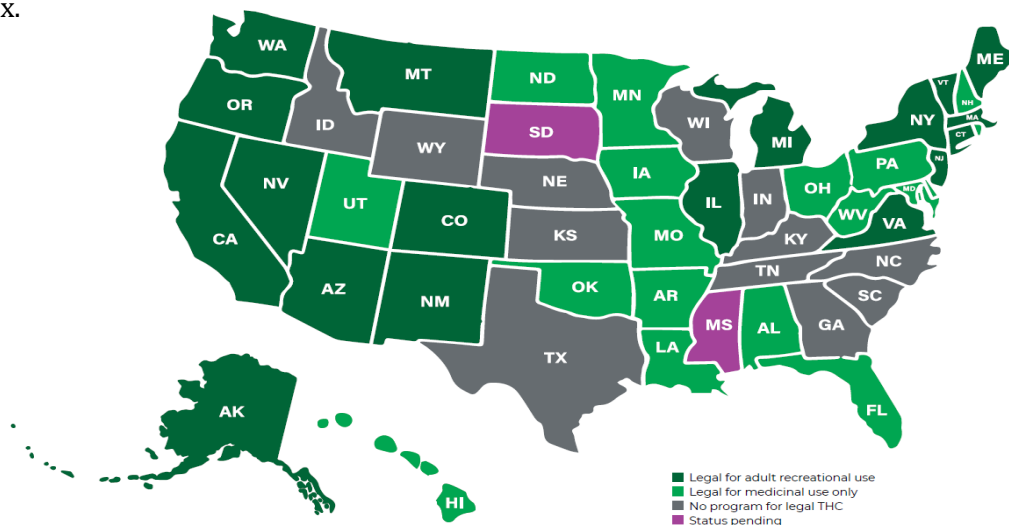 x.
WA
MT
ND
MN
ME
VT
NH
OR
ID
SD
WI
NY
MA
CT
WY
MI
IA
PA
NJ
NV
UT
NE
IL
IN
OH
MD
WV
VA
CA
CO
KS
MO
KY
NC
TN
AZ
NM
OK
AR
SC
MS
AL
GA
TX
LA
FL
AK
HI
Legal for adult recreational use
Legal for medicinal use only
No program for legal THC
Status pending